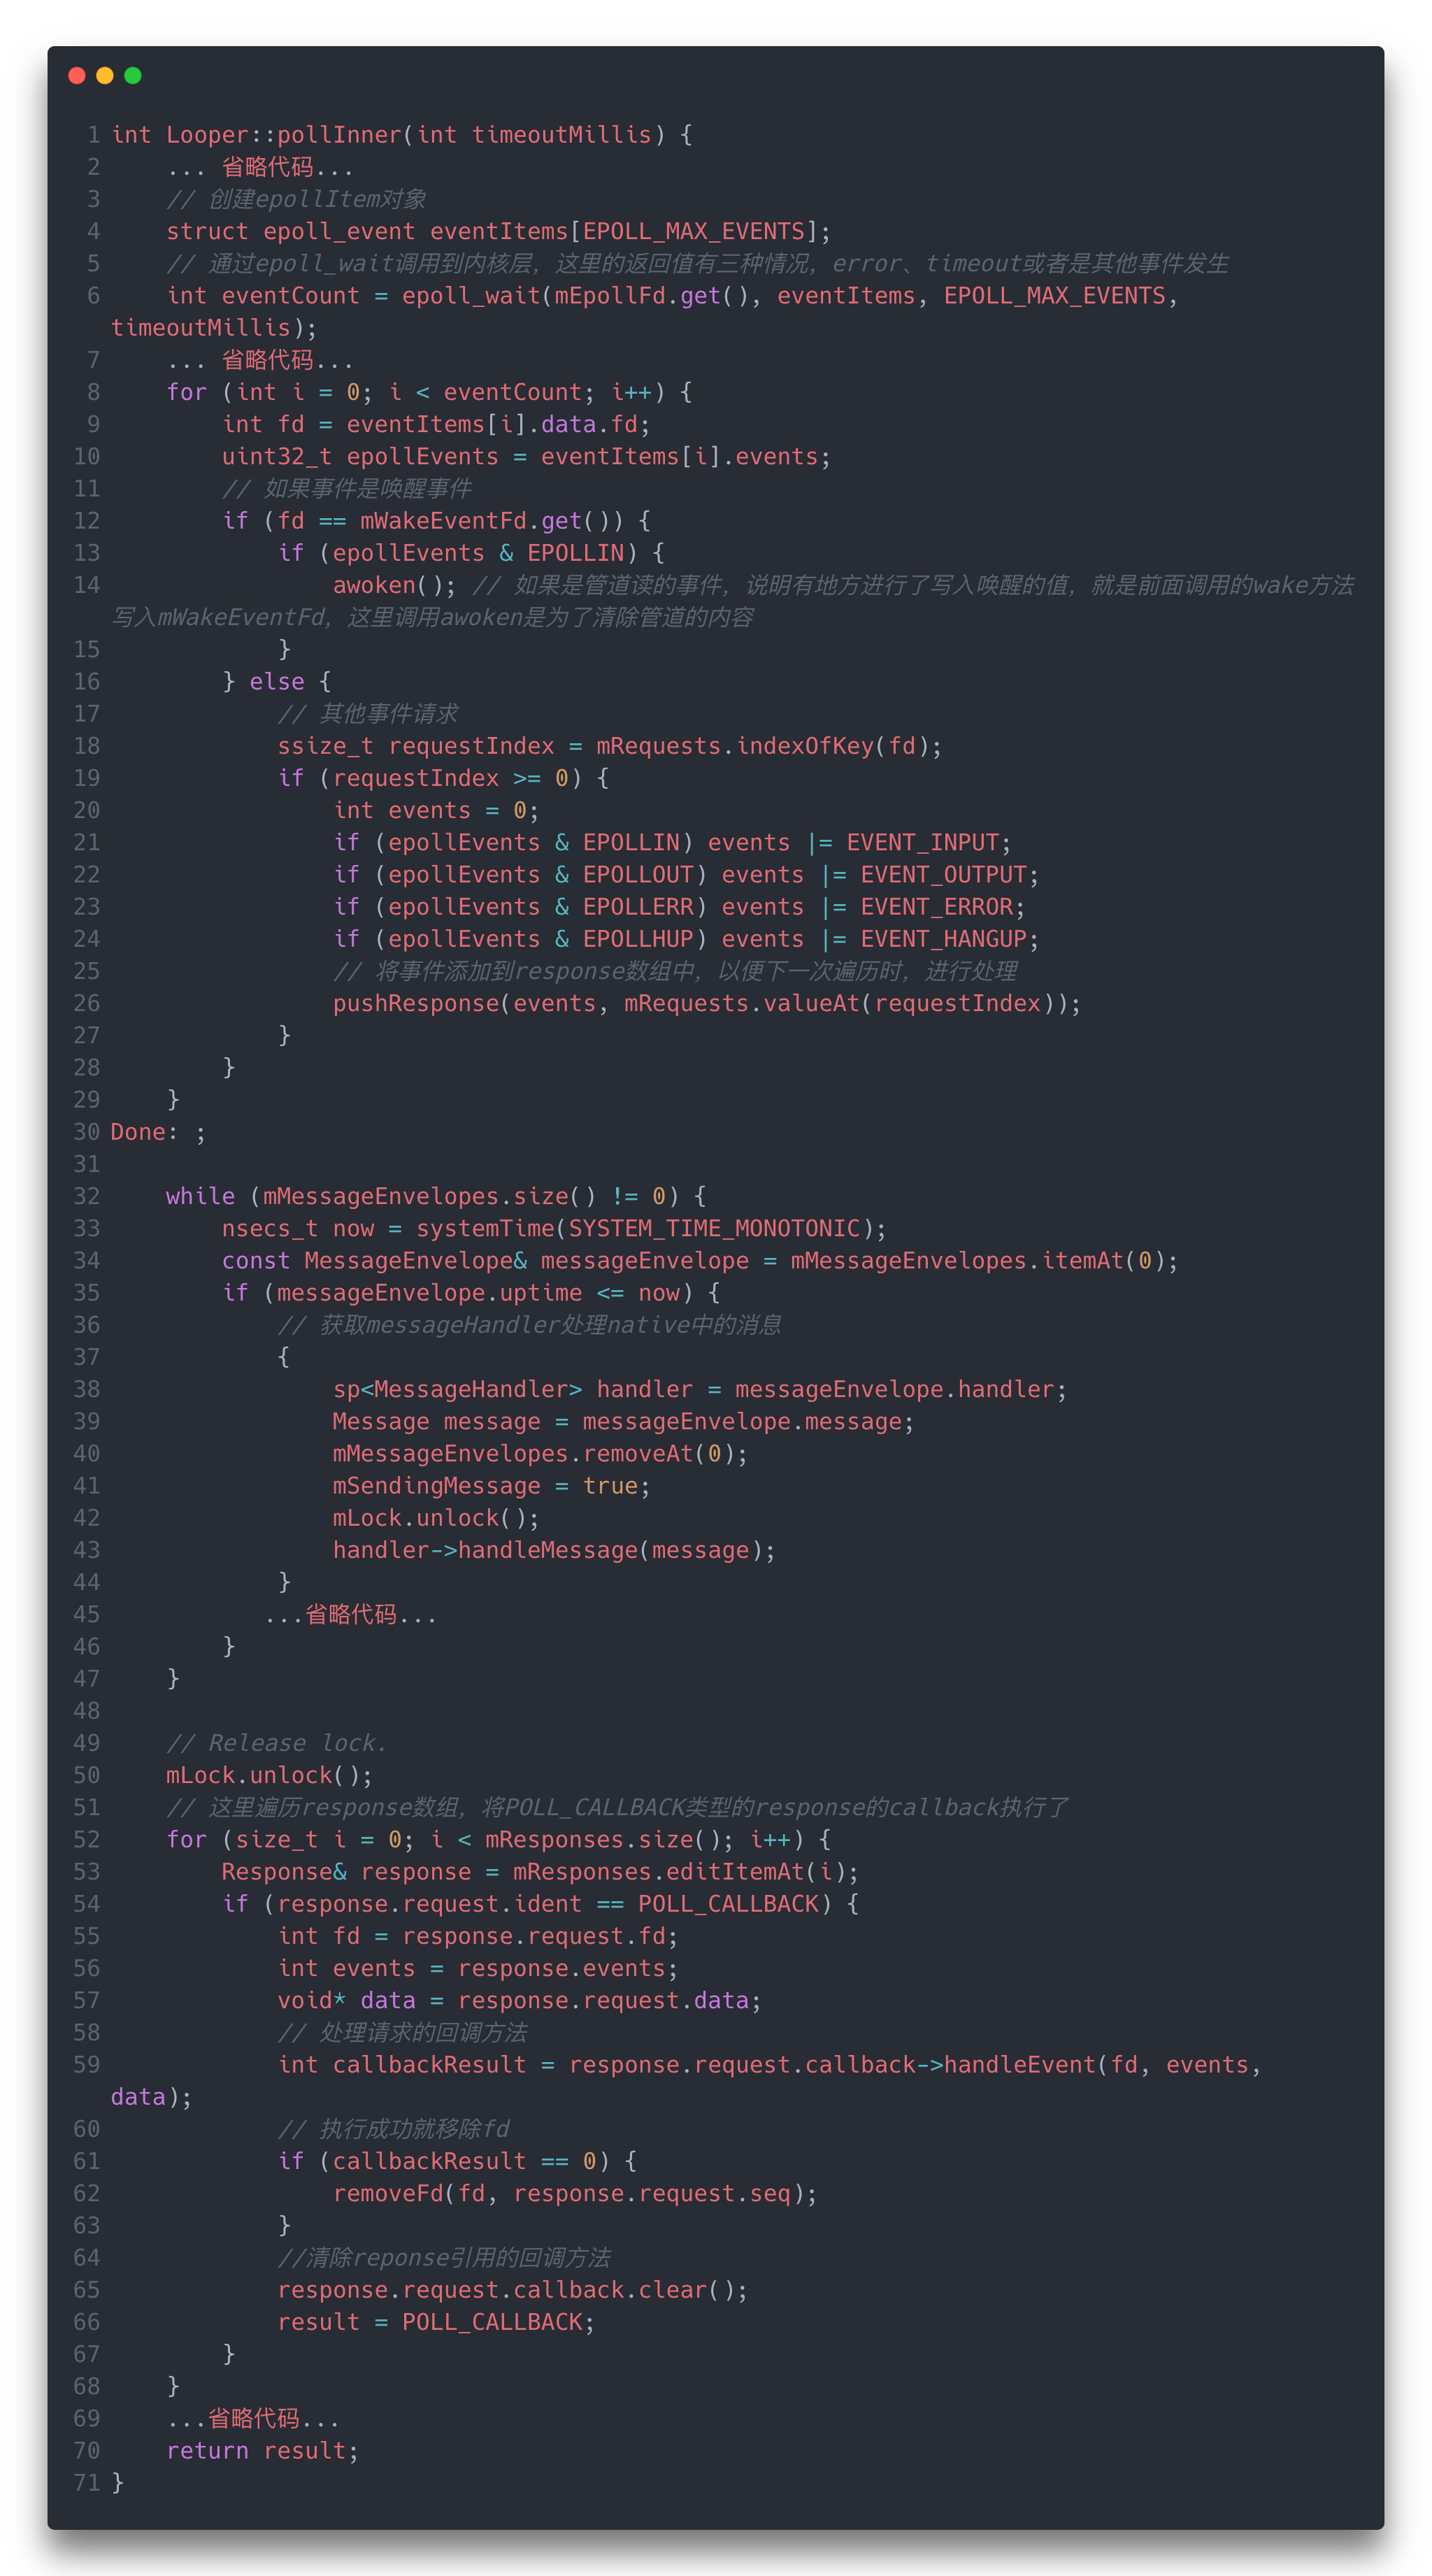 1 int Looper::pollInner(int timeoutMillis) {
2     ... 省略代码...
3     // 创建epollItem对象
4     struct epoll_event eventItems[EPOLL_MAX_EVENTS];
5     // 通过epoll_wait调用到内核层，这里的返回值有三种情况，error、timeout或者是其他事件发生
6     int eventCount = epoll_wait(mEpollFd.get(), eventItems, EPOLL_MAX_EVENTS,
timeoutMillis);
7     ... 省略代码...
8     for (int i = 0; i < eventCount; i++) {
9         int fd = eventItems[i].data.fd;
10         uint32_t epollEvents = eventItems[i].events;
11         // 如果事件是唤醒事件
12         if (fd == mWakeEventFd.get()) {
13             if (epollEvents & EPOLLIN) {
14                 awoken(); // 如果是管道读的事件，说明有地方进行了写入唤醒的值，就是前面调用的wake方法
写入mWakeEventFd，这里调用awoken是为了清除管道的内容
15             }
16         } else {
17             // 其他事件请求
18             ssize_t requestIndex = mRequests.indexOfKey(fd);
19             if (requestIndex >= 0) {
20                 int events = 0;
21                 if (epollEvents & EPOLLIN) events |= EVENT_INPUT;
22                 if (epollEvents & EPOLLOUT) events |= EVENT_OUTPUT;
23                 if (epollEvents & EPOLLERR) events |= EVENT_ERROR;
24                 if (epollEvents & EPOLLHUP) events |= EVENT_HANGUP;
25                 // 将事件添加到response数组中，以便下一次遍历时，进行处理
26                 pushResponse(events, mRequests.valueAt(requestIndex));
27             }
28         }
29     }
30 Done: ;
31
32     while (mMessageEnvelopes.size() != 0) {
33         nsecs_t now = systemTime(SYSTEM_TIME_MONOTONIC);
34         const MessageEnvelope& messageEnvelope = mMessageEnvelopes.itemAt(0);
35         if (messageEnvelope.uptime <= now) {
36             // 获取messageHandler处理native中的消息
37             {
38                 sp<MessageHandler> handler = messageEnvelope.handler;
39                 Message message = messageEnvelope.message;
40                 mMessageEnvelopes.removeAt(0);
41                 mSendingMessage = true;
42                 mLock.unlock();
43                 handler->handleMessage(message);
44             }
45            ...省略代码...
46         }
47     }
48
49     // Release lock.
50     mLock.unlock();
51     // 这里遍历response数组，将POLL_CALLBACK类型的response的callback执行了
52     for (size_t i = 0; i < mResponses.size(); i++) {
53         Response& response = mResponses.editItemAt(i);
54         if (response.request.ident == POLL_CALLBACK) {
55             int fd = response.request.fd;
56             int events = response.events;
57             void* data = response.request.data;
58             // 处理请求的回调方法
59             int callbackResult = response.request.callback->handleEvent(fd, events,
data);
60             // 执行成功就移除fd
61             if (callbackResult == 0) {
62                 removeFd(fd, response.request.seq);
63             }
64             //清除reponse引用的回调方法
65             response.request.callback.clear();
66             result = POLL_CALLBACK;
67         }
68     }
69     ...省略代码...
70     return result;
71 }